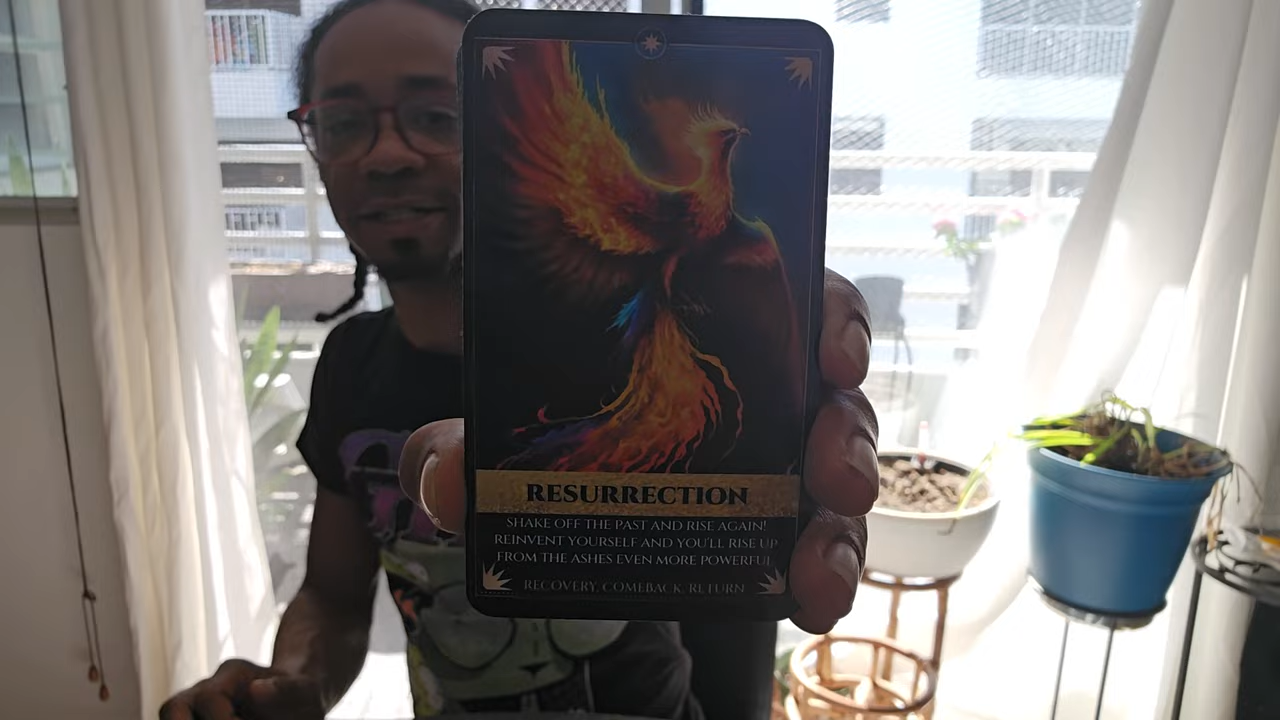 RESURRECTION
SHAKE OFF THE PAST AND RISE AGAIN!
REINVENT YOURSELF AND YOU'LL RISE UP
FROM THE ASHES EVEN MORE POWERFUL
RECOVERY, COMEBACK, RETURN